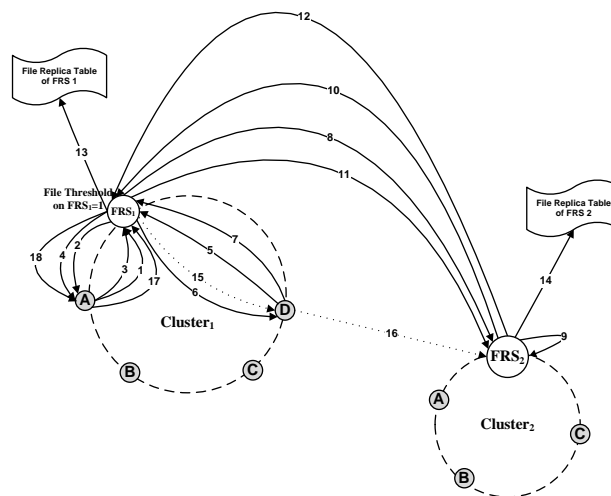 12
File Replica Table
of FRS 1
10
8
11
13
File Threshold
on FRS₁=1
FRS₁
File Replica Table
of FRS 2
7
5
2
4
18
3
1
17
15
6
14
A
D
Cluster₁
16
9
FRS₂
B
C
A
Cluster₂
C
B